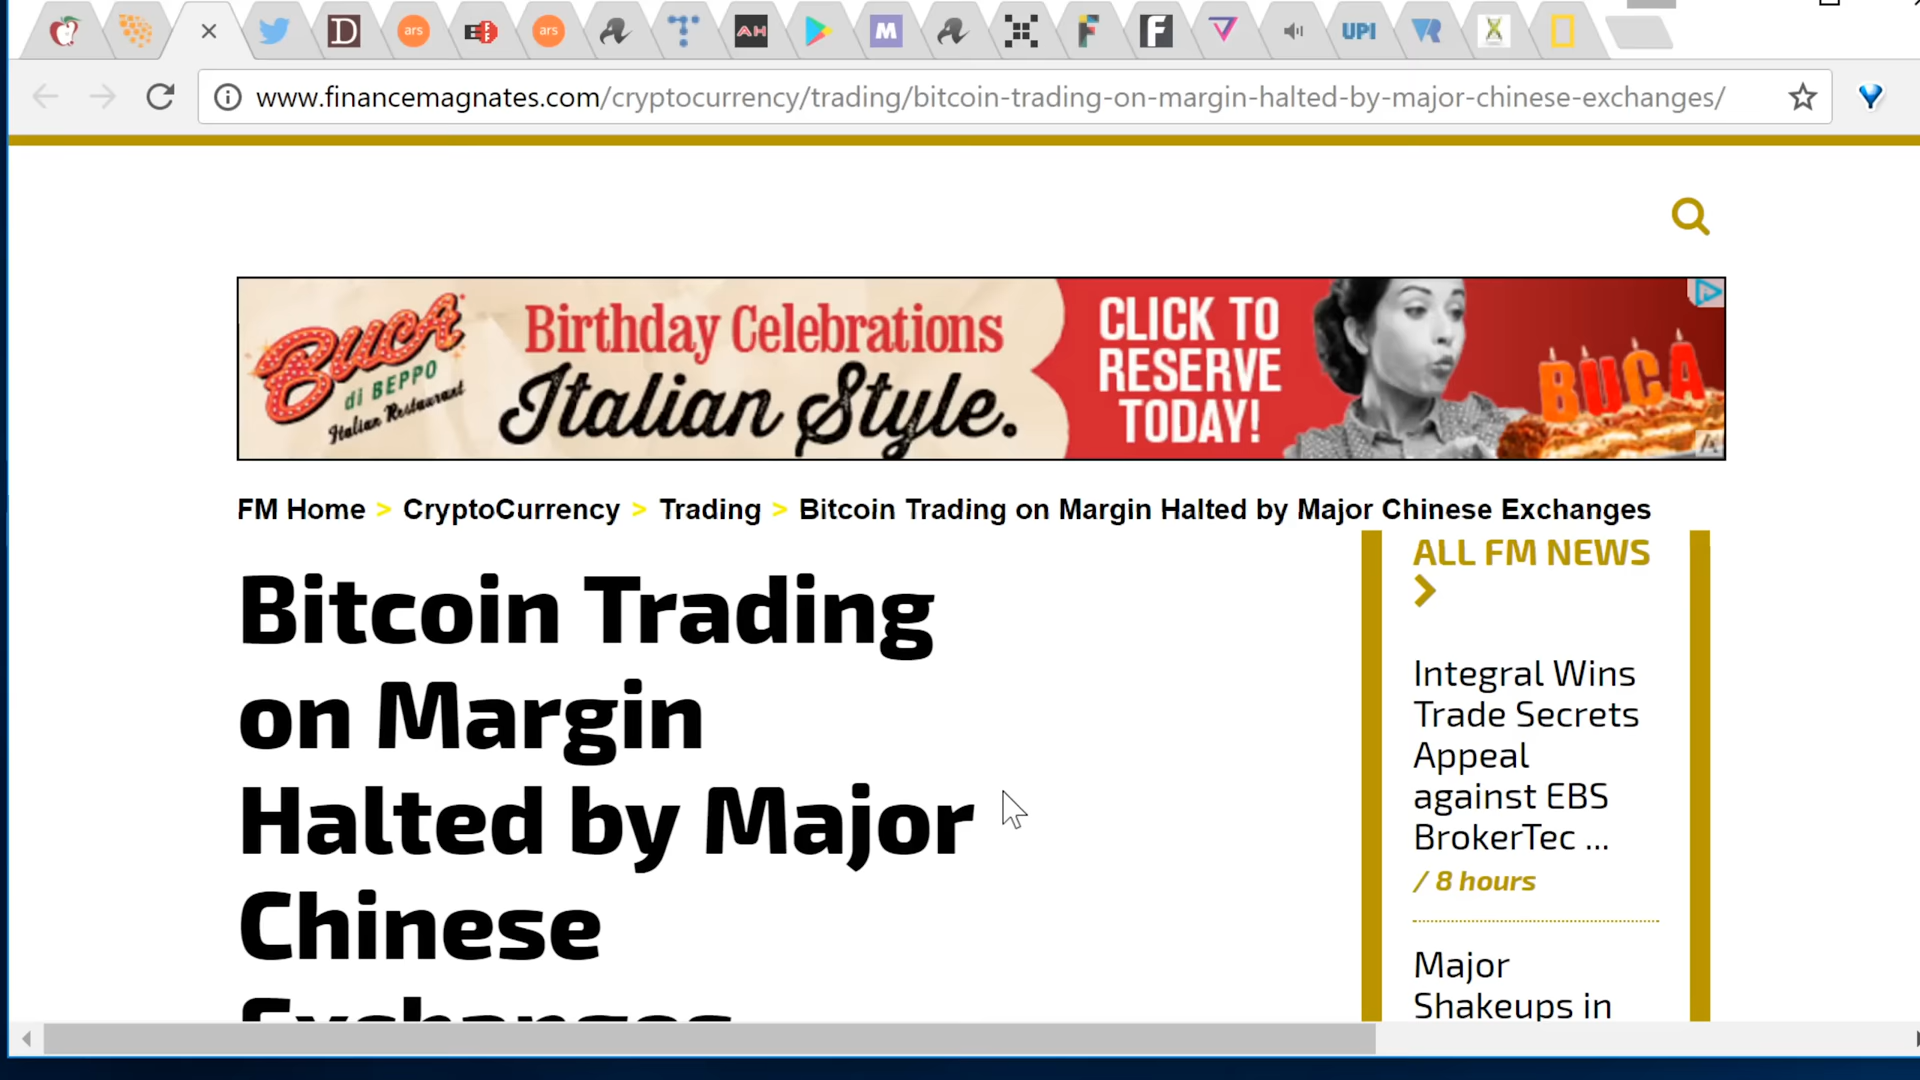 D
ars
EFF
ars
AH
M
F
F
UPI
VR
www.financemagnates.com/cryptocurrency/trading/bitcoin-trading-on-margin-halted-by-major-chinese-exchanges/
BUCA
di BEPPO
Italian Restaurant
Birthday Celebrations
Italian Style.
CLICK TO
RESERVE
TODAY!
BUCA
FM Home > CryptoCurrency > Trading > Bitcoin Trading on Margin Halted by Major Chinese Exchanges
Bitcoin Trading
on Margin
Halted by Major
Chinese
Exchanges
ALL FM NEWS
Integral Wins
Trade Secrets
Appeal
against EBS
BrokerTec ...
/ 8 hours
Major
Shakeups in